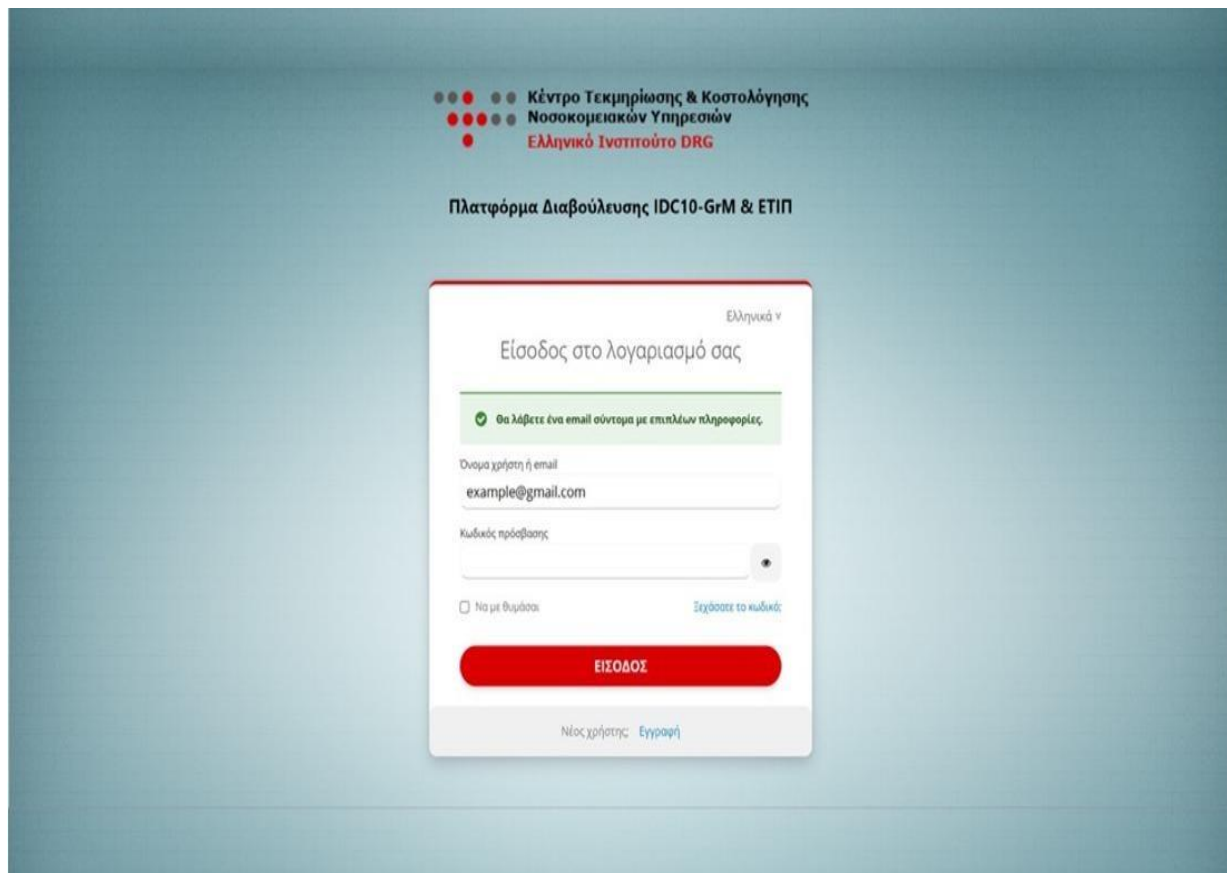 Κέντρο Τεκμηρίωσης & Κοστολόγησης
Νοσοκομειακών Υπηρεσιών
Ελληνικό Ινστιτούτο DRG
Πλατφόρμα Διαβούλευσης IDC10-GrM & ΕΤΙΠ
Ελληνικά ˅
Είσοδος στο λογαριασμό σας
Θα λάβετε ένα email σύντομα με επιπλέων πληροφορίες.
Όνομα χρήστη ή email
example@gmail.com
Κωδικός πρόσβασης
Να με θυμάσαι
Ξεχάσατε το κωδικό;
ΕΙΣΟΔΟΣ
Νέος χρήστης; Εγγραφή